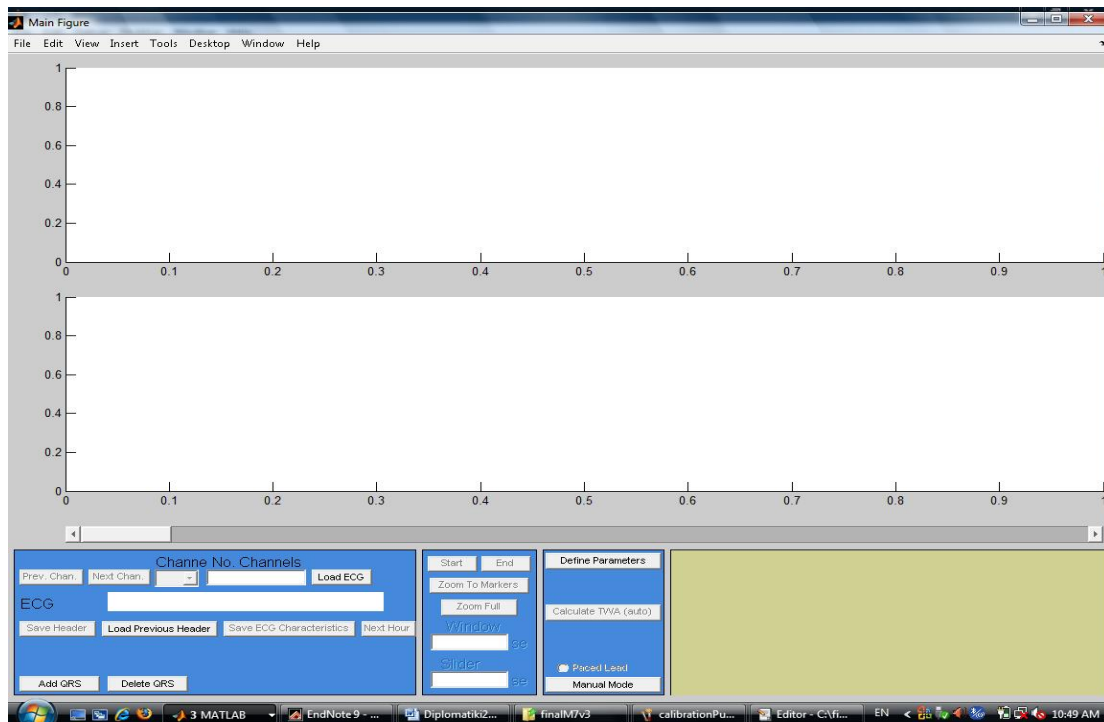 Main Figure
File Edit View Insert Tools Desktop Window Help
1
0.8
0.6
0.4
0.2
0
0 0.1 0.2 0.3 0.4 0.5 0.6 0.7 0.8 0.9 1
1
0.8
0.6
0.4
0.2
0
0 0.1 0.2 0.3 0.4 0.5 0.6 0.7 0.8 0.9 1
Channe No. Channels
Prev. Chan. Next Chan. Load ECG
ECG
Save Header Load Previous Header Save ECG Characteristics Next Hour
Add QRS Delete QRS
Start End
Zoom To Markers
Zoom Full
Window
se
Slider
se
Define Parameters
Calculate TWA (auto)
Paced Lead
Manual Mode
3 MATLAB EndNote 9 - ... Diplomatiki2... finalM7v3 calibrationPu... Editor - C:\fi... EN 10:49 AM